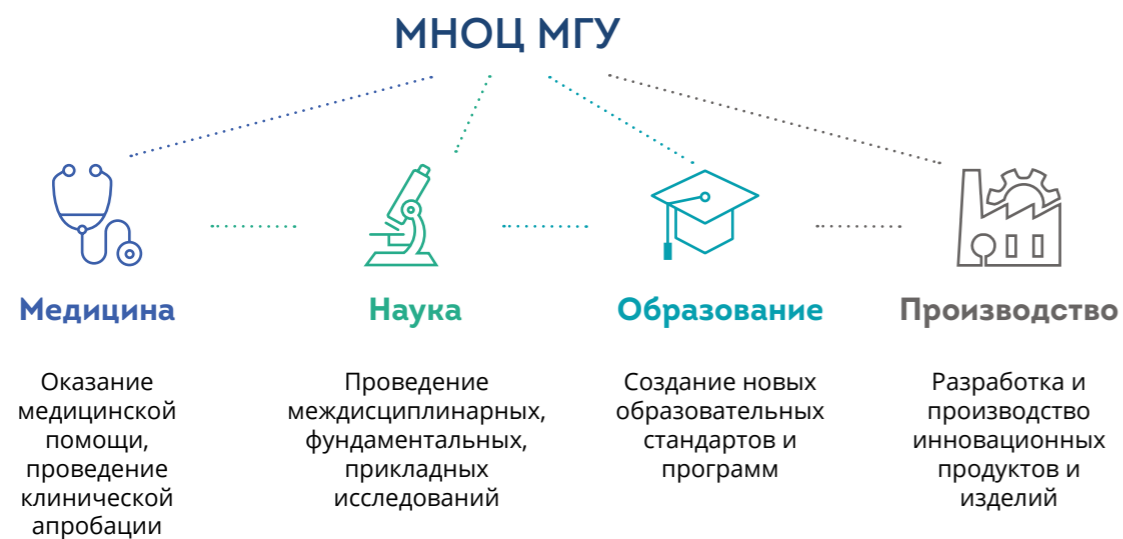 МНОЦ МГУ
Медицина
Оказание
медицинской
помощи,
проведение
клинической
апробации
Наука
Проведение
междисциплинарных,
фундаментальных,
прикладных
исследований
Образование
Создание новых
образовательных
стандартов и
программ
Производство
Разработка и
производство
инновационных
продуктов и
изделий